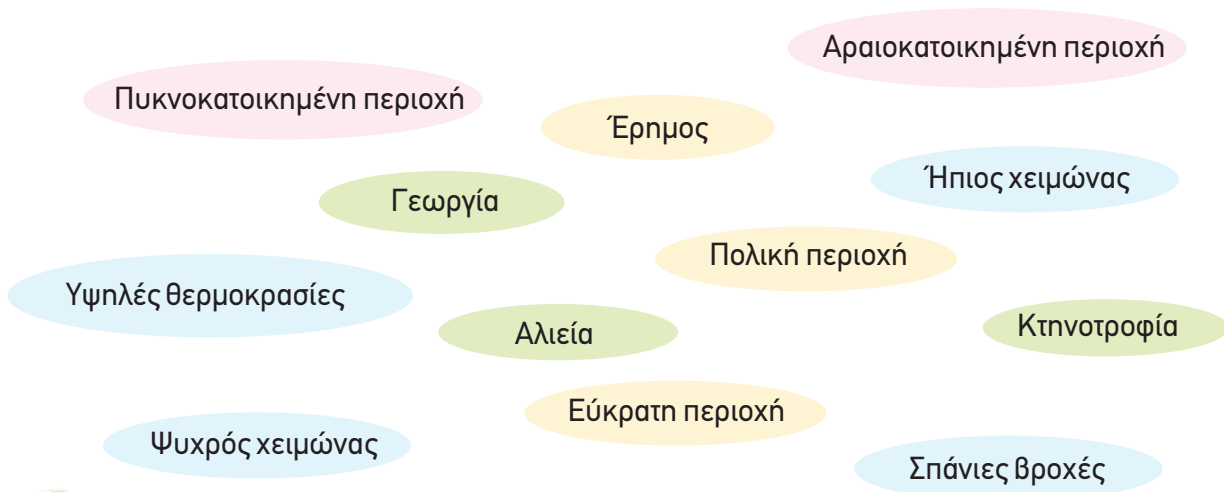 Αραιοκατοικημένη περιοχή
Πυκνοκατοικημένη περιοχή
Έρημος
Ήπιος χειμώνας
Γεωργία
Πολική περιοχή
Υψηλές θερμοκρασίες
Αλιεία
Κτηνοτροφία
Εύκρατη περιοχή
Ψυχρός χειμώνας
Σπάνιες βροχές